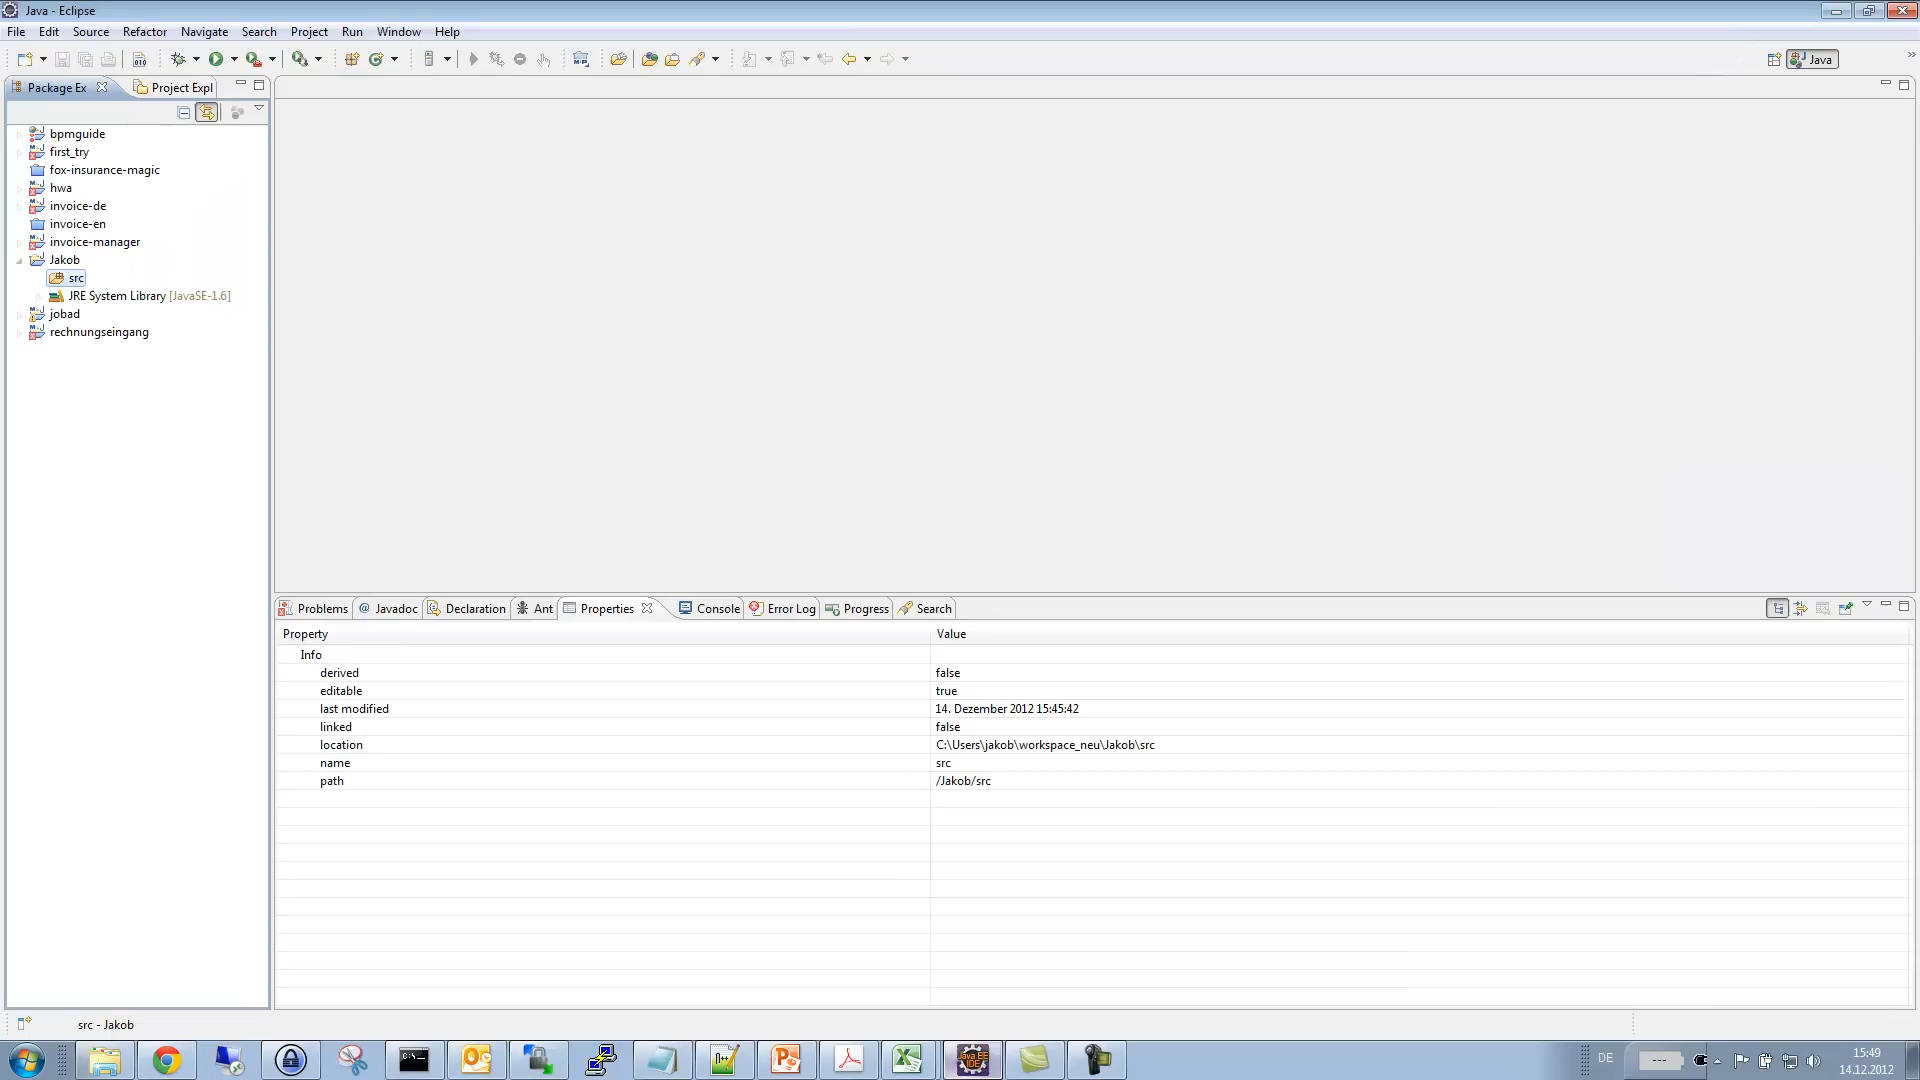 Java - Eclipse
File Edit Source Refactor Navigate Search Project Run Window Help
Java
Package Ex Project Expl
bpmguide
first_try
fox-insurance-magic
hwa
invoice-de
invoice-en
invoice-manager
Jakob
src
JRE System Library [JavaSE-1.6]
jobad
rechnungseingang
Problems @ Javadoc Declaration Ant Properties Console Error Log Progress Search
Property Value
Info
derived false
editable true
last modified 14. Dezember 2012 15:45:42
linked false
location C:\Users\jakob\workspace_neu\Jakob\src
name src
path /Jakob/src
src - Jakob
DE
15:49
14.12.2012